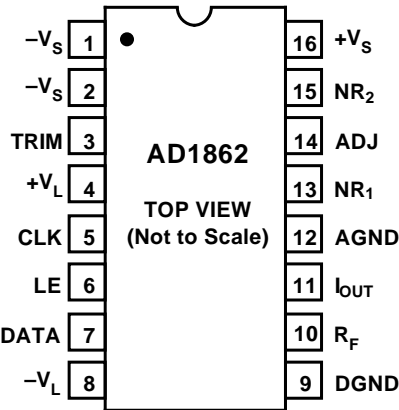 –VS 1 16 +VS
–VS 2 15 NR2
TRIM 3 14 ADJ
AD1862
+VL 4 13 NR1
TOP VIEW
CLK 5 12 AGND
(Not to Scale)
LE 6 11 IOUT
DATA 7 10 RF
–VL 8 9 DGND